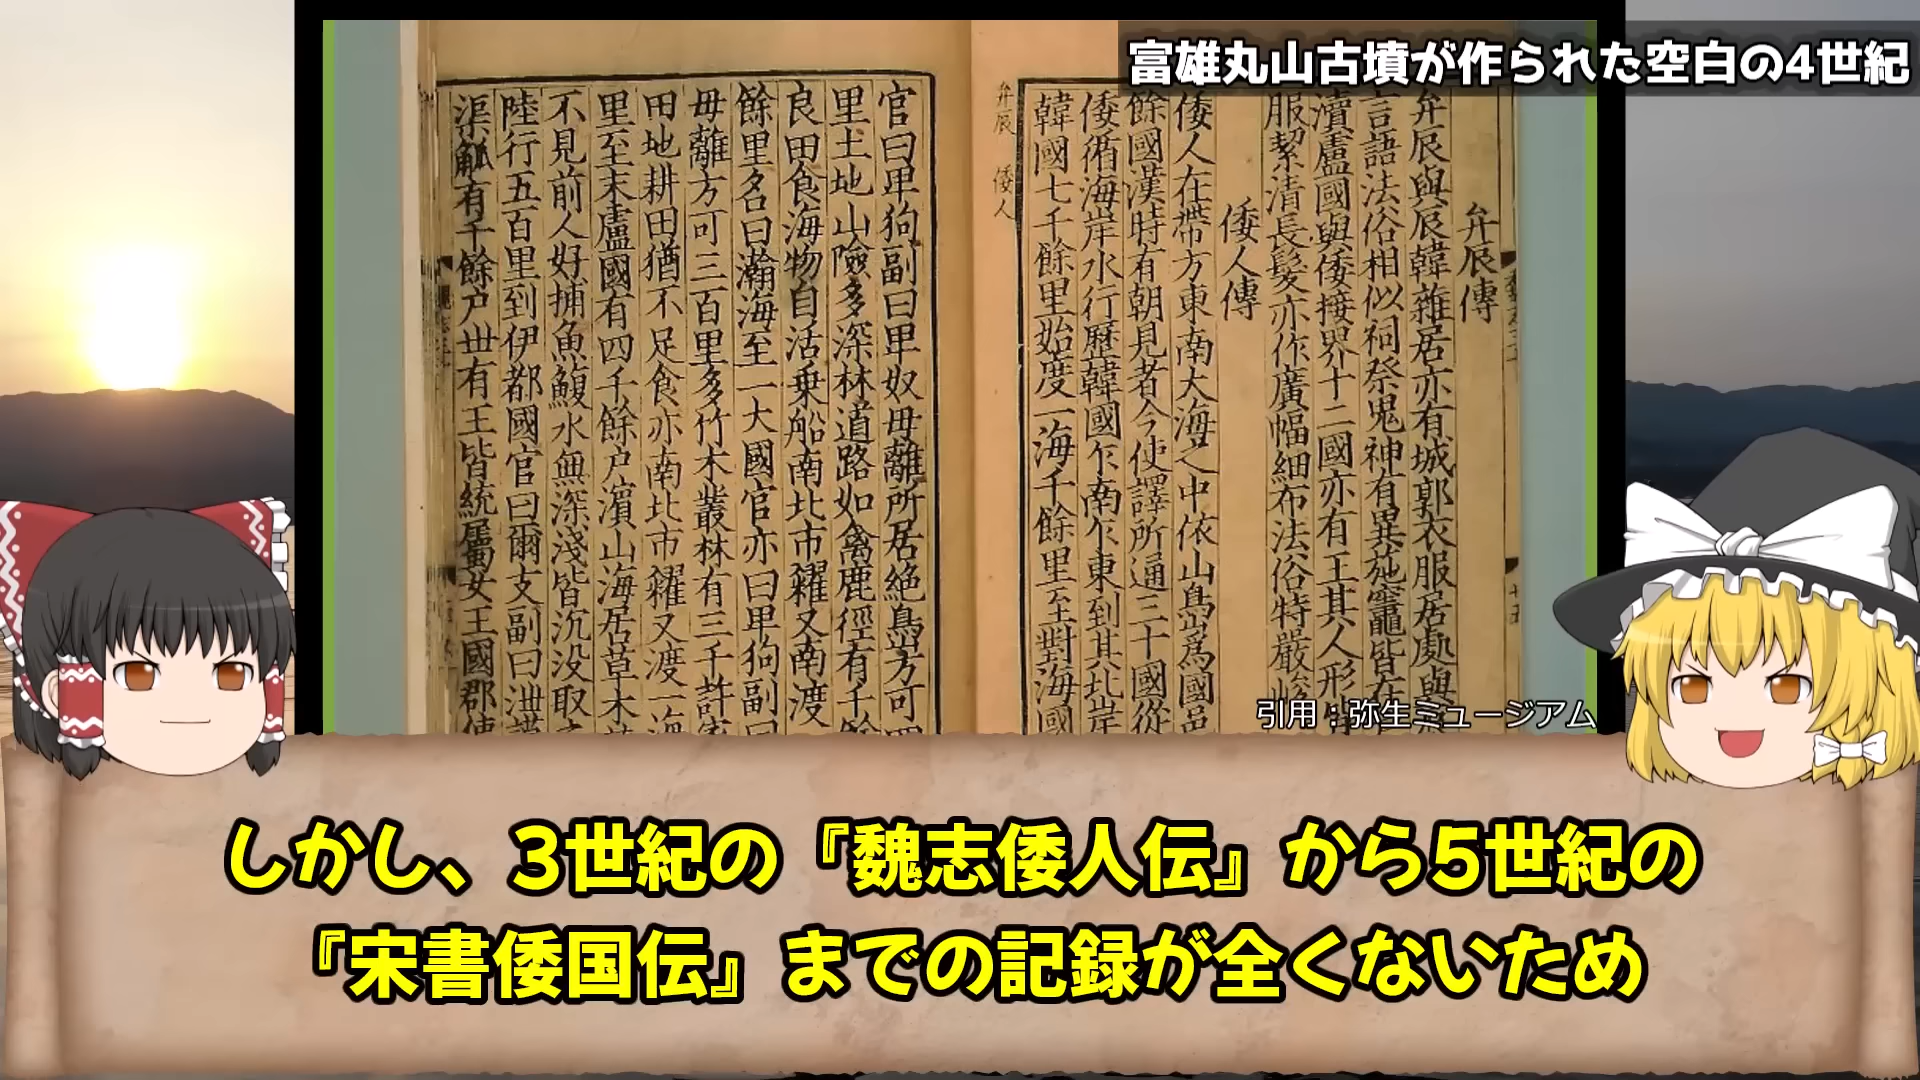 富雄丸山古墳が作られた空白の4世紀
弁辰傳
弁辰與辰韓雜居亦有城郭衣服居處與
言語法俗相似祠祭鬼神有異施竈皆在
瀆盧國與倭接界十二國亦有王其人形
服絜清長髮亦作廣幅細布法俗特嚴峻
倭人傳
倭人在帶方東南大海之中依山島爲國邑
餘國漢時有朝見者今使譯所通三十國從
倭循海岸水行歷韓國乍南乍東到其北岸
韓國七千餘里始度一海千餘里至對海國
弁辰 倭人
官曰卑狗副曰卑奴毋離所居絶島方可四
里土地山險多深林道路如禽鹿徑有千餘
良田食海物自活乗船南北市糴又南渡
餘里名曰瀚海至一大國官亦曰卑狗副曰
毋離方可三百里多竹木叢林有三千許家
田地耕田猶不足食亦南北市糴又渡一海
里至末盧國有四千餘户濱山海居草木
不見前人好捕魚鰒水無深淺皆沉没取
陸行五百里到伊都國官曰爾支副曰泄謨
渠觚有千餘户丗有王皆統屬女王國郡使
引用:弥生ミュージアム
しかし、3世紀の『魏志倭人伝』から5世紀の
『宋書倭国伝』までの記録が全くないため